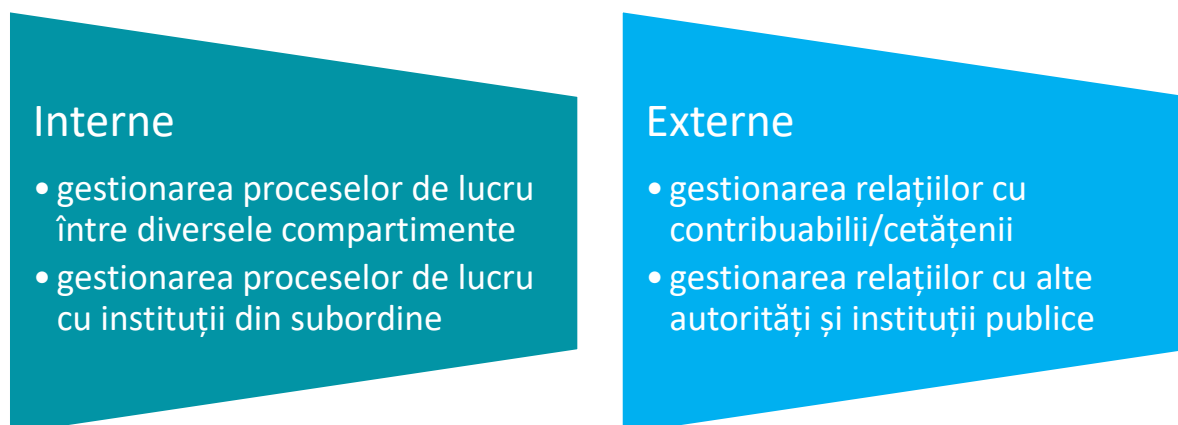 Interne
• gestionarea proceselor de lucru
între diversele compartimente
• gestionarea proceselor de lucru
cu instituții din subordine
Externe
• gestionarea relațiilor cu
contribuabilii/cetățenii
• gestionarea relațiilor cu alte
autorități și instituții publice